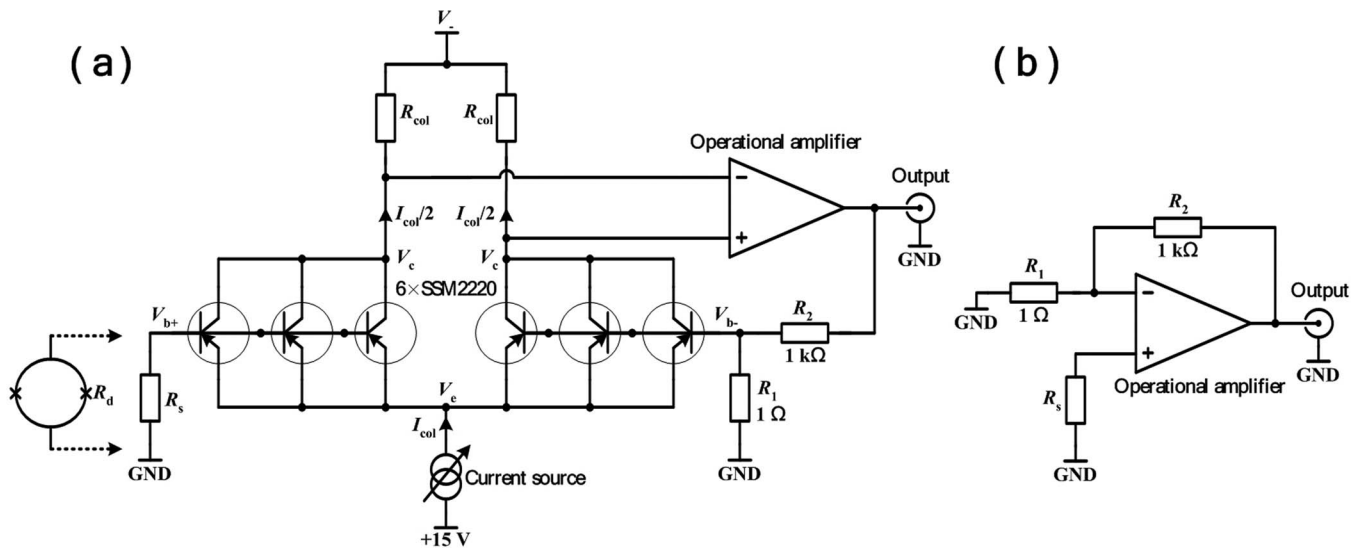 (a)
V-
Rcol
Rcol
Operational amplifier
−
+
Output
GND
Icol/2
Icol/2
Vc
Vc
6×SSM2220
Vb+
Vb-
R2
1 kΩ
Rd
Rs
GND
Ve
Icol
Current source
+15 V
R1
1 Ω
GND
(b)
R2
1 kΩ
R1
1 Ω
GND
−
+
Output
GND
Operational amplifier
Rs
GND